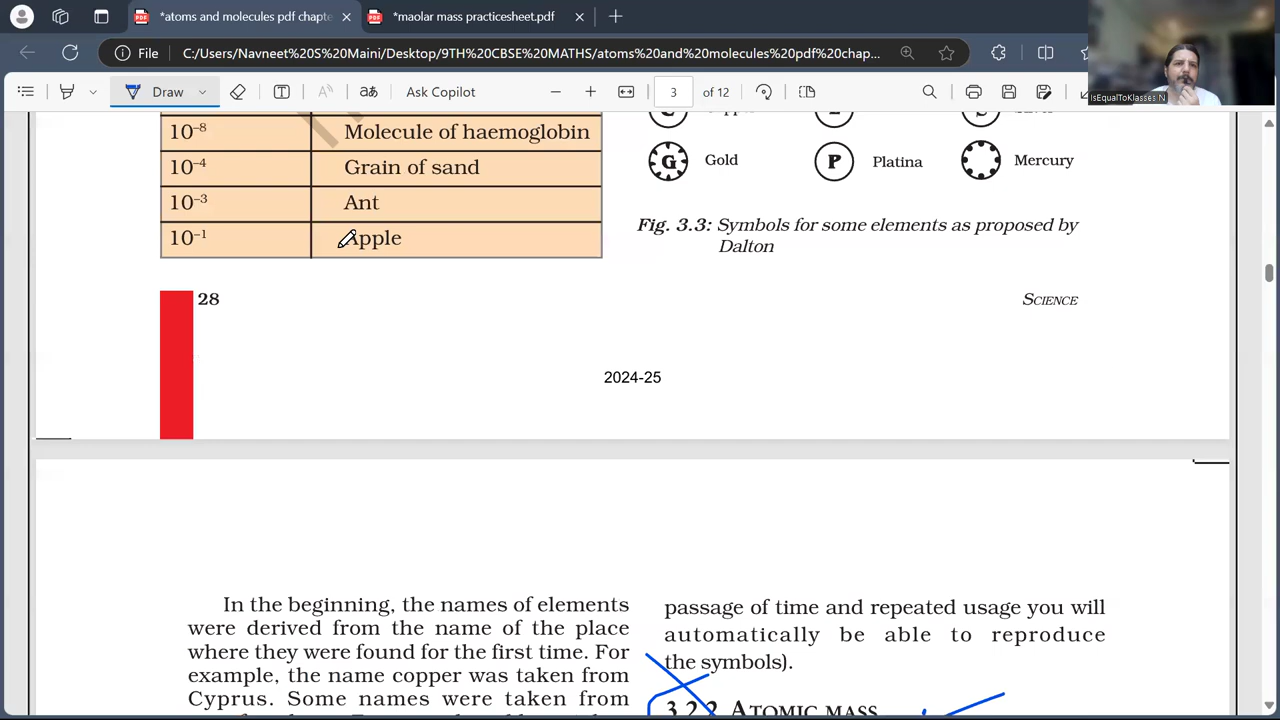 *atoms and molecules pdf chapte
*maolar mass practicesheet.pdf
File
C:/Users/Navneet%20S%20Maini/Desktop/9TH%20CBSE%20MATHS/atoms%20and%20molecules%20pdf%20chap...
Draw
aあ
Ask Copilot
3
of 12
IsEqualToKlasses N
10⁻⁸ Molecule of haemoglobin
10⁻⁴ Grain of sand
10⁻³ Ant
10⁻¹ Apple
G Gold P Platina Mercury
Fig. 3.3: Symbols for some elements as proposed by
Dalton
28
SCIENCE
2024-25
In the beginning, the names of elements
were derived from the name of the place
where they were found for the first time. For
example, the name copper was taken from
Cyprus. Some names were taken from
passage of time and repeated usage you will
automatically be able to reproduce
the symbols).
3.2.2 ATOMIC MASS